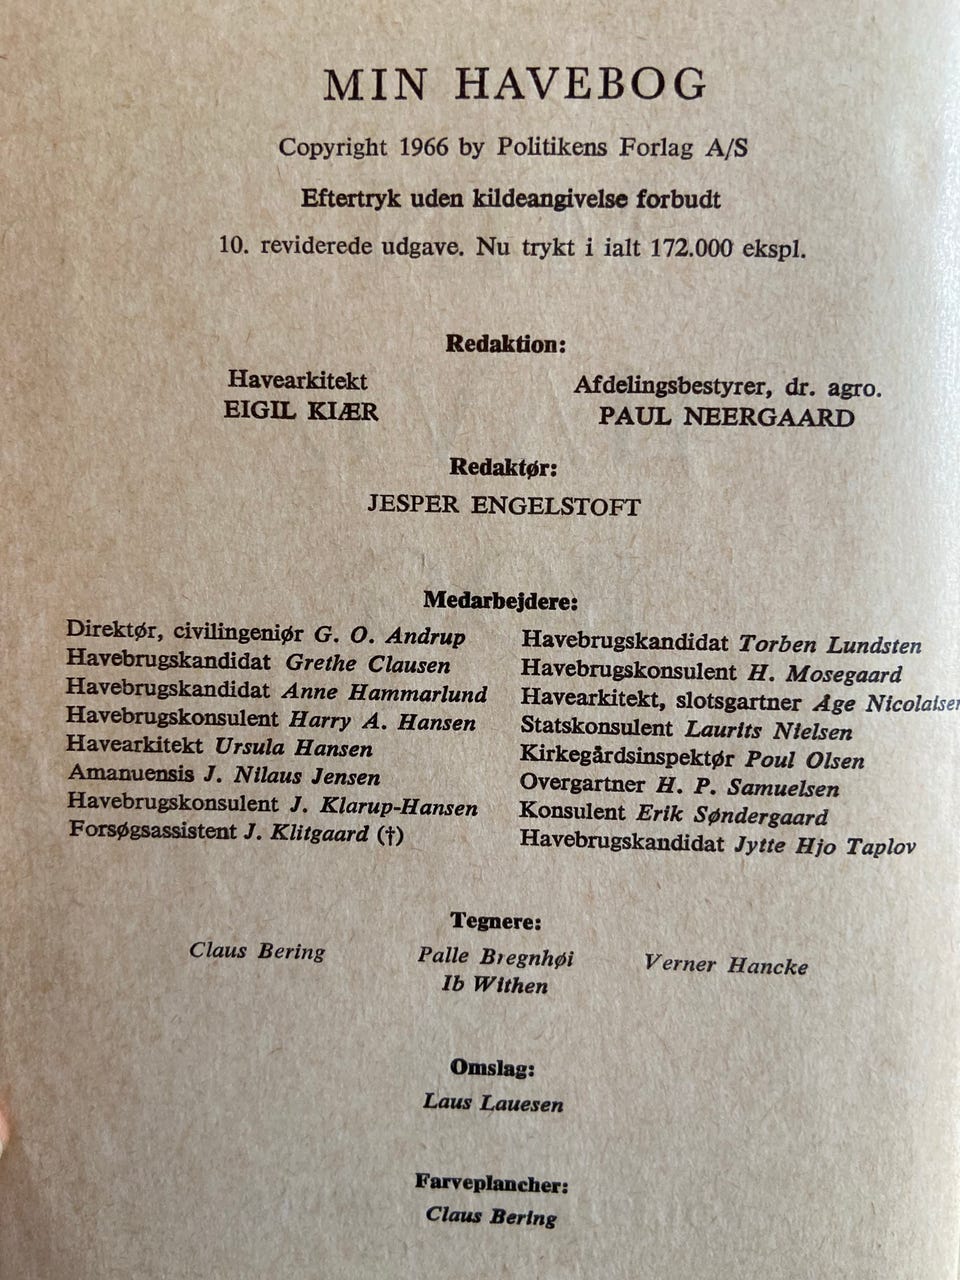 MIN HAVEBOG
Copyright 1966 by Politikens Forlag A/S
Eftertryk uden kildeangivelse forbudt
10. reviderede udgave. Nu trykt i ialt 172.000 ekspl.
Redaktion:
Havearkitekt
EIGIL KIÆR
Afdelingsbestyrer, dr. agro.
PAUL NEERGAARD
Redaktør:
JESPER ENGELSTOFT
Medarbejdere:
Direktør, civilingeniør G. O. Andrup
Havebrugskandidat Grethe Clausen
Havebrugskandidat Anne Hammarlund
Havebrugskonsulent Harry A. Hansen
Havearkitekt Ursula Hansen
Amanuensis J. Nilaus Jensen
Havebrugskonsulent J. Klarup-Hansen
Forsøgsassistent J. Klitgaard (†)
Havebrugskandidat Torben Lundsten
Havebrugskonsulent H. Mosegaard
Havearkitekt, slotsgartner Åge Nicolaisen
Statskonsulent Laurits Nielsen
Kirkegårdsinspektør Poul Olsen
Overgartner H. P. Samuelsen
Konsulent Erik Søndergaard
Havebrugskandidat Jytte Hjo Taplov
Tegnere:
Claus Bering
Palle Bregnhøi
Verner Hancke
Ib Withen
Omslag:
Laus Lauesen
Farveplancher:
Claus Bering